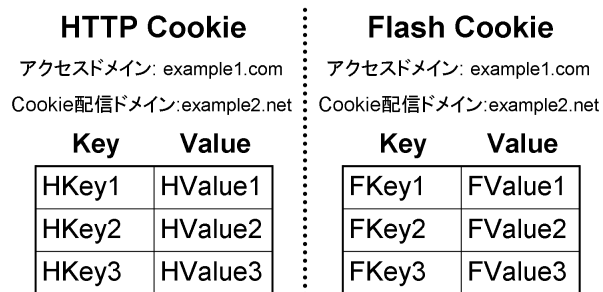 HTTP Cookie
アクセスドメイン: example1.com
Cookie配信ドメイン:example2.net
Key Value
HKey1 HValue1
HKey2 HValue2
HKey3 HValue3
Flash Cookie
アクセスドメイン: example1.com
Cookie配信ドメイン:example2.net
Key Value
FKey1 FValue1
FKey2 FValue2
FKey3 FValue3